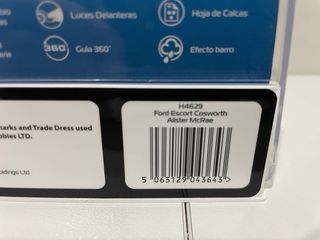 Luces Delanteras
Hoja de Calcas
360
Guía 360°
Efecto barro
H4629
Ford Escort Cosworth
Alister McRae
marks and Trade Dress used
obbies LTD.
oldings Ltd
5 063129 043643 >